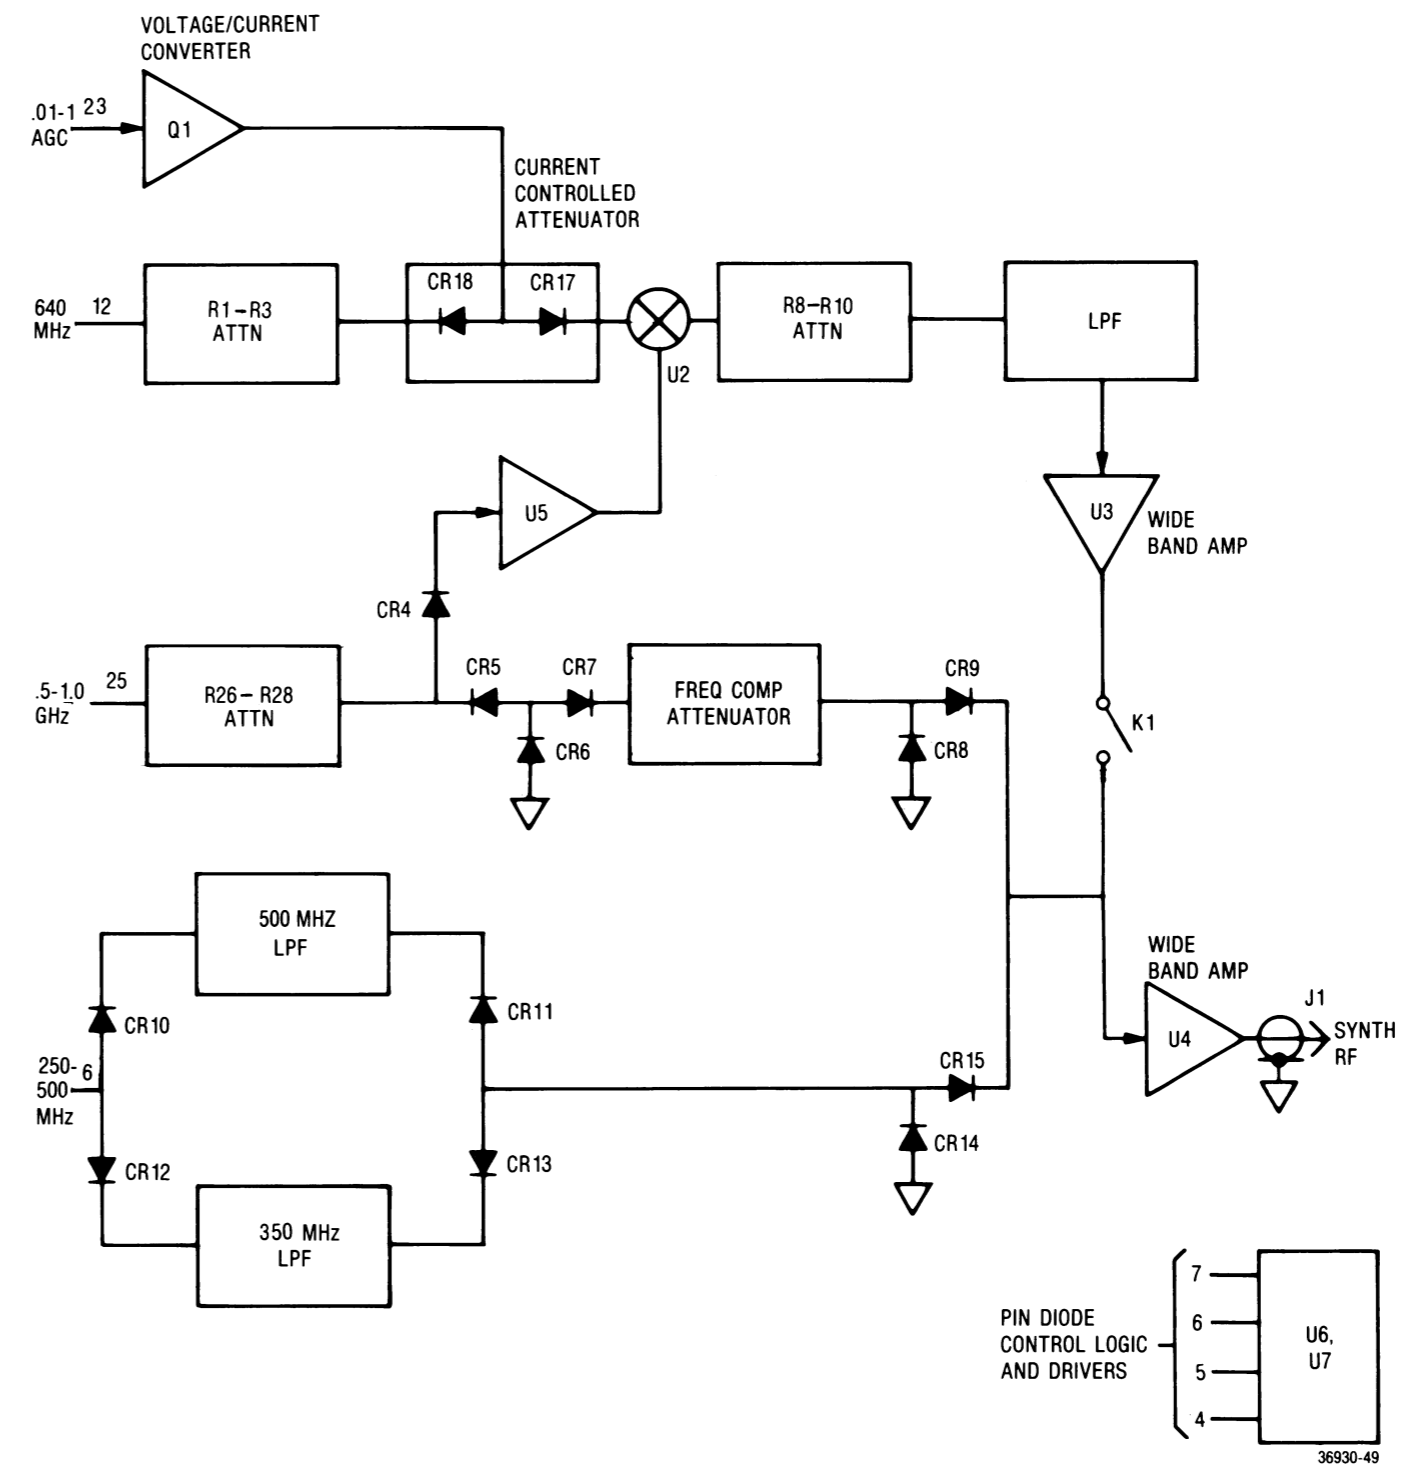 VOLTAGE/CURRENT
CONVERTER
.01-1 23
AGC
Q1
CURRENT
CONTROLLED
ATTENUATOR
640 12
MHz
R1–R3
ATTN
CR18
CR17
U2
R8–R10
ATTN
LPF
U5
U3
WIDE
BAND AMP
CR4
.5-1.0 25
GHz
R26– R28
ATTN
CR5
CR7
CR6
FREQ COMP
ATTENUATOR
CR9
CR8
K1
500 MHZ
LPF
CR10
CR11
250- 6
500
MHz
CR12
CR13
350 MHz
LPF
CR15
CR14
WIDE
BAND AMP
U4
J1
SYNTH
RF
PIN DIODE
CONTROL LOGIC
AND DRIVERS
7
6
5
4
U6,
U7
36930-49